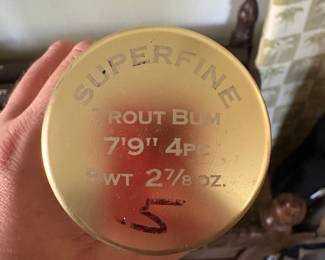 SUPERFINE
TROUT BUM
7'9" 4PC
WT 2 7/8 OZ.
5